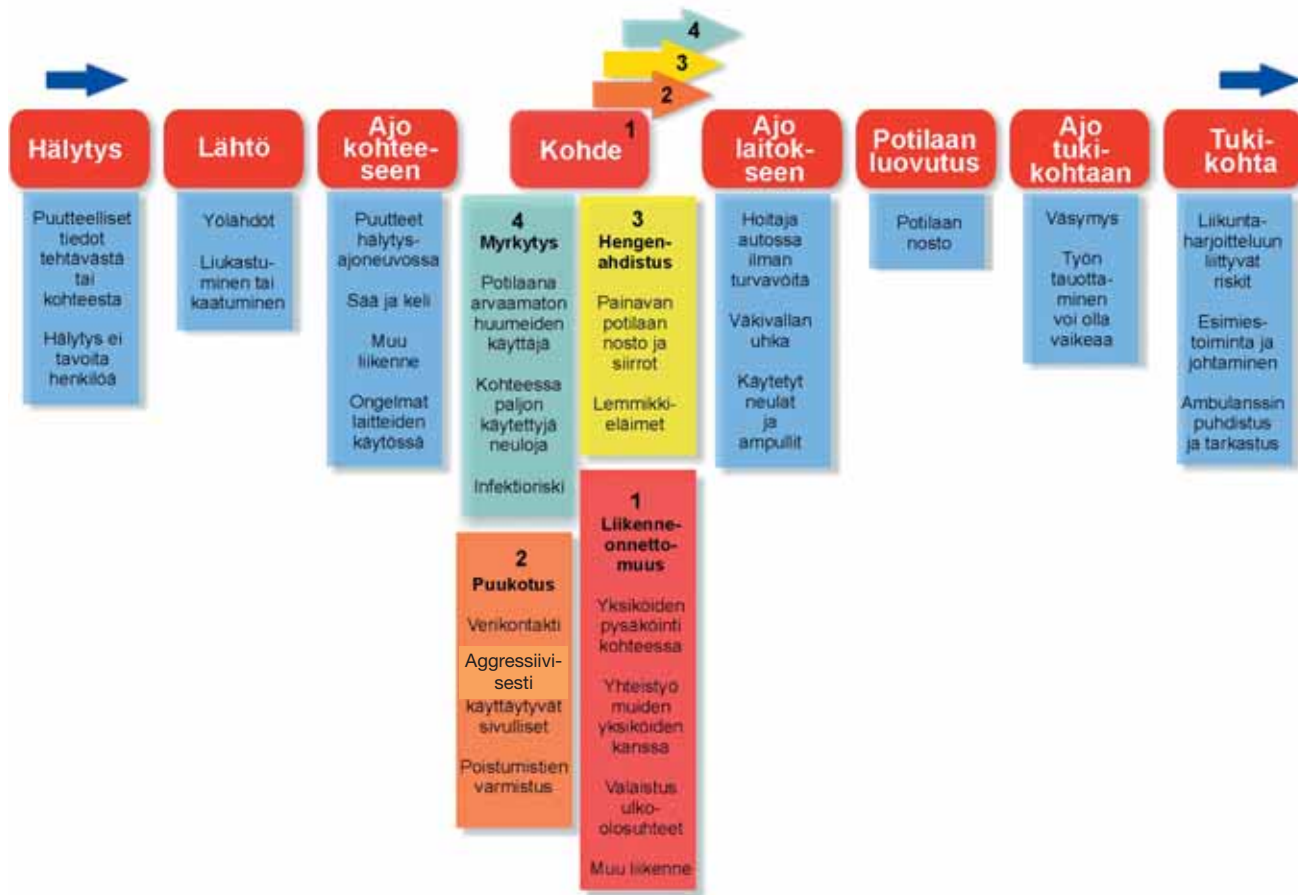 4
3
2
Hälytys
Lähtö
Ajo
kohtee-
seen
Kohde
1
Ajo
laitok-
seen
Potilaan
luovutus
Ajo
tuki-
kohtaan
Tuki-
kohta
Puutteelliset
tiedot
tehtävästä
tai
kohteesta
Hälytys ei
tavoita
henkilöä
Yölähdöt
Liukastu-
minen tai
kaatuminen
Puutteet
hälytys-
ajoneuvossa
Sää ja keli
Muu
liikenne
Ongelmat
laitteiden
käytössä
4
Myrkytys
Potilaana
arvaamaton
huumeiden
käyttäjä
Kohteessa
paljon
käytettyjä
neuloja
Infektioriski
3
Hengen-
ahdistus
Painavan
potilaan
nosto ja
siirrot
Lemmikki-
eläimet
2
Puukotus
Verikontakti
Aggressiivi-
sesti
käyttäytyvät
sivulliset
Poistumistien
varmistus
1
Liikenne-
onnetto-
muus
Yksiköiden
pysäköinti
kohteessa
Yhteistyö
muiden
yksiköiden
kanssa
Valaistus
ulko-
olosuhteet
Muu liikenne
Hoitaja
autossa
ilman
turvavöitä
Väkivallan
uhka
Käytetyt
neulat
ja
ampullit
Potilaan
nosto
Väsymys
Työn
tauotta-
minen
voi olla
vaikeaa
Liikunta-
harjoitteluun
liittyvät
riskit
Esimies-
toiminta ja
johtaminen
Ambulanssin
puhdistus
ja tarkastus